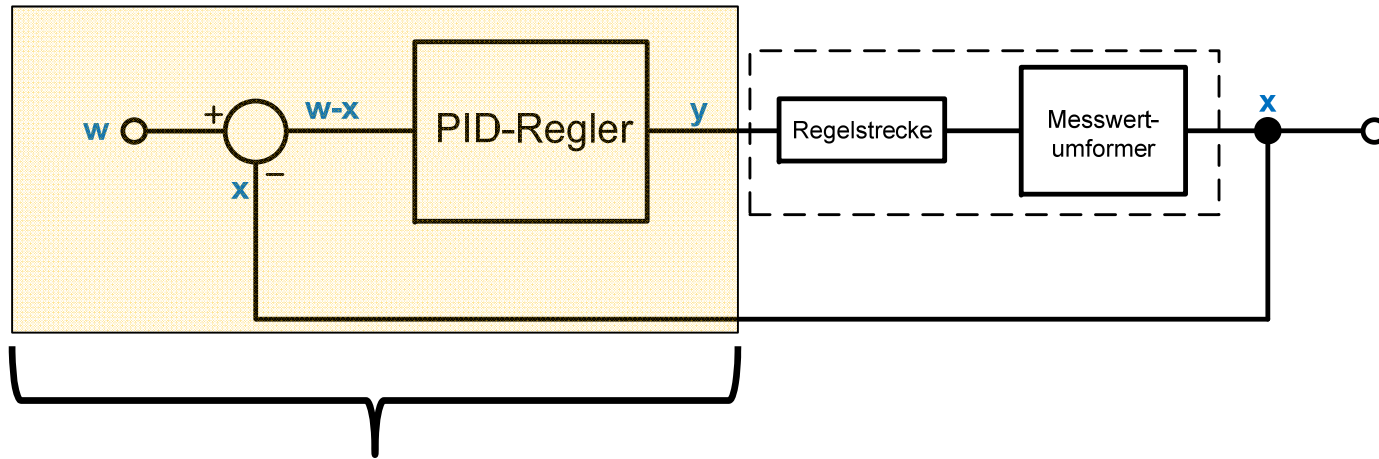 w
+
w-x
PID-Regler
y
Regelstrecke
Messwert-
umformer
x
x
−